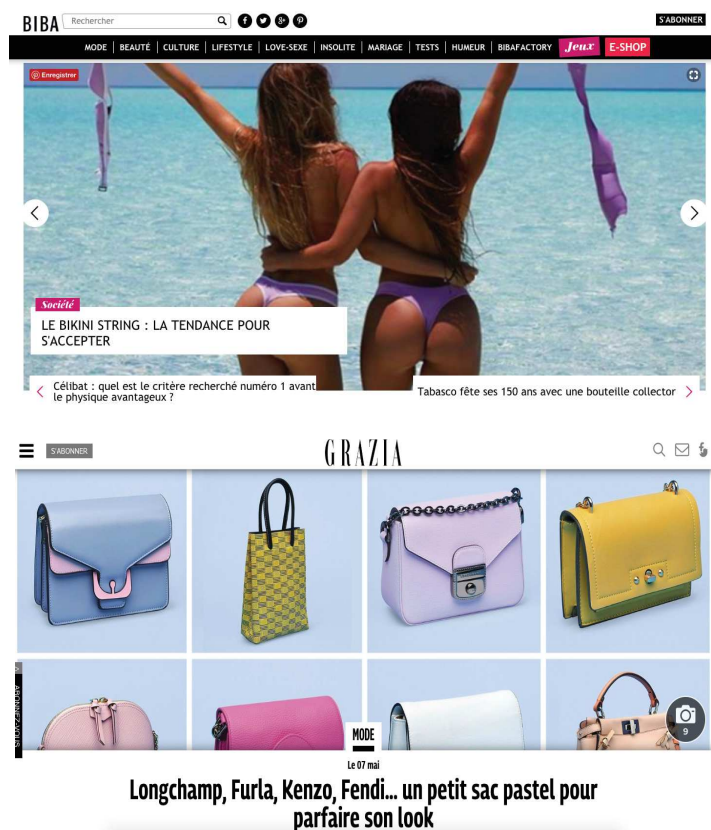 BIBA
Rechercher
S'ABONNER
MODE | BEAUTÉ | CULTURE | LIFESTYLE | LOVE-SEXE | INSOLITE | MARIAGE | TESTS | HUMEUR | BIBAFACTORY Jeux E-SHOP
Enregistrer
Société
LE BIKINI STRING : LA TENDANCE POUR
S'ACCEPTER
Célibat : quel est le critère recherché numéro 1 avant
le physique avantageux ?
Tabasco fête ses 150 ans avec une bouteille collector
S'ABONNER
GRAZIA
ABONNEZ-VOUS
9
MODE
Le 07 mai
Longchamp, Furla, Kenzo, Fendi... un petit sac pastel pour
parfaire son look